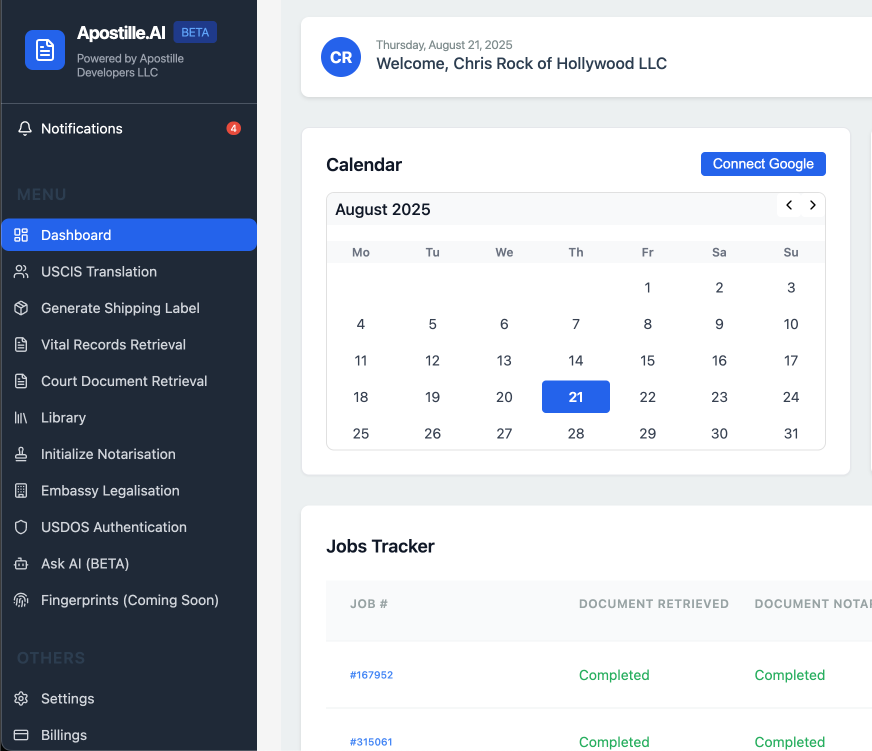 Apostille.AI BETA
Powered by Apostille
Developers LLC
Notifications 4
MENU
Dashboard
USCIS Translation
Generate Shipping Label
Vital Records Retrieval
Court Document Retrieval
Library
Initialize Notarisation
Embassy Legalisation
USDOS Authentication
Ask AI (BETA)
Fingerprints (Coming Soon)
OTHERS
Settings
Billings
CR
Thursday, August 21, 2025
Welcome, Chris Rock of Hollywood LLC
Calendar Connect Google
August 2025
Mo Tu We Th Fr Sa Su
1 2 3
4 5 6 7 8 9 10
11 12 13 14 15 16 17
18 19 20 21 22 23 24
25 26 27 28 29 30 31
Jobs Tracker
JOB # DOCUMENT RETRIEVED DOCUMENT NOTAR
#167952 Completed Completed
#315061 Completed Completed